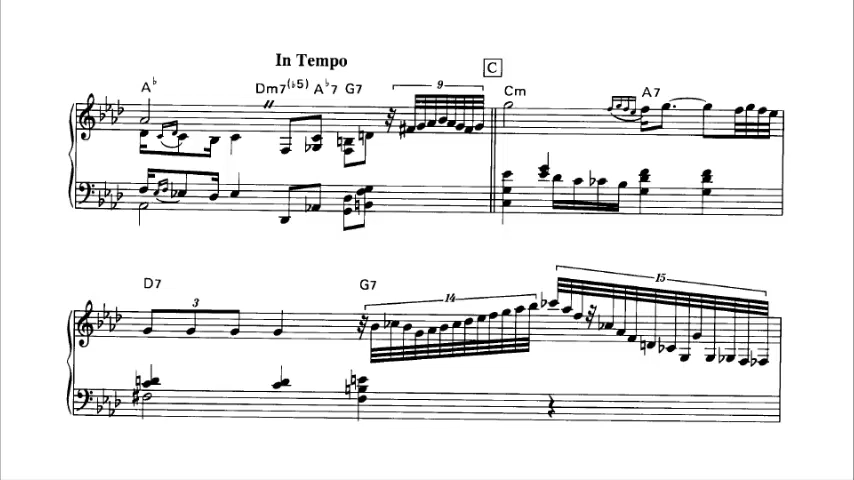 In Tempo
C
A♭ Dm7(♭5) A♭7 G7 9 Cm A7
D7 3 G7 14 15